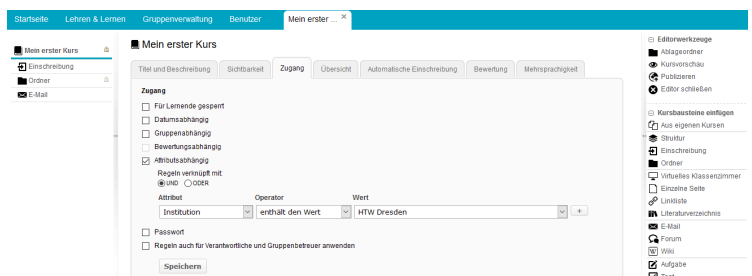 Startseite Lehren & Lernen Gruppenverwaltung Benutzer Mein erster ... ×
Mein erster Kurs
Einschreibung
Ordner
E-Mail
Mein erster Kurs
Titel und Beschreibung Sichtbarkeit Zugang Übersicht Automatische Einschreibung Bewertung Mehrsprachigkeit
Zugang
Für Lernende gesperrt
Datumsabhängig
Gruppenabhängig
Bewertungsabhängig
Attributsabhängig
Regeln verknüpft mit:
UND ODER
Attribut Operator Wert
Institution enthält den Wert HTW Dresden +
Passwort
Regeln auch für Verantwortliche und Gruppenbetreuer anwenden
Speichern
Editorwerkzeuge
Ablageordner
Kursvorschau
Publizieren
Editor schließen
Kursbausteine einfügen
Aus eigenen Kursen
Struktur
Einschreibung
Ordner
Virtuelles Klassenzimmer
Einzelne Seite
Linkliste
Literaturverzeichnis
E-Mail
Forum
Wiki
Aufgabe